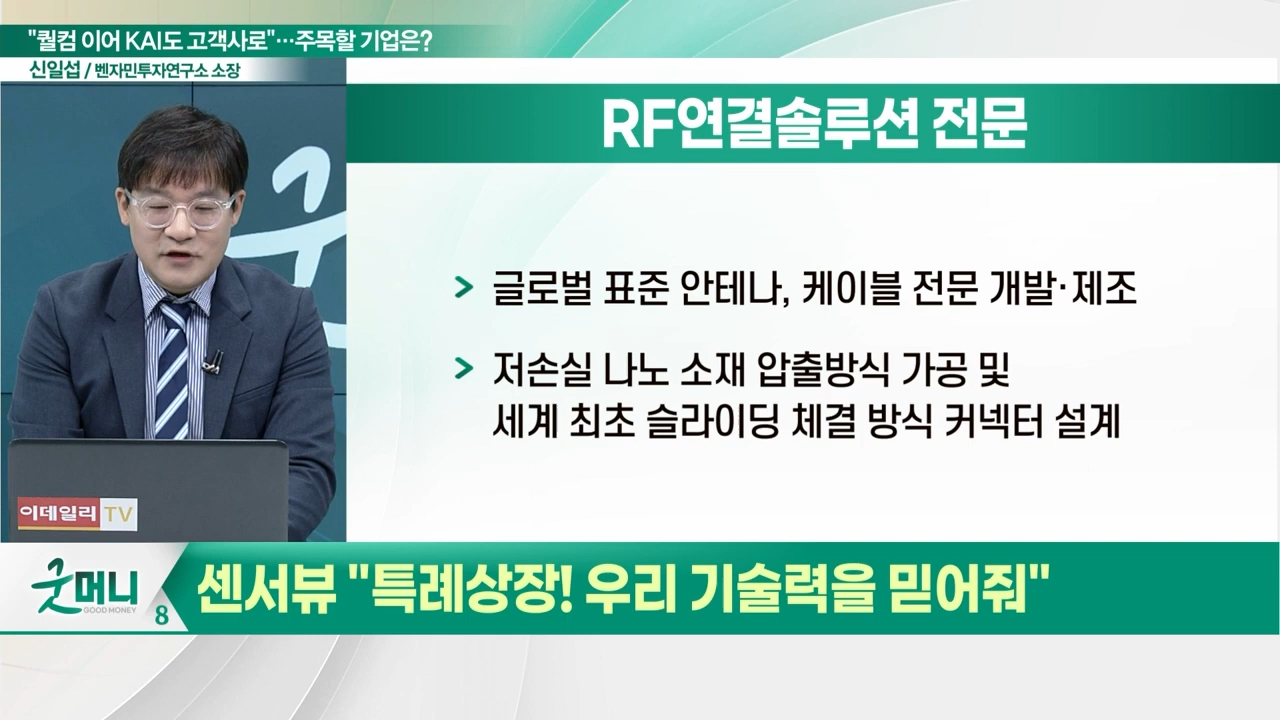 "퀄컴 이어 KAI도 고객사로"…주목할 기업은?
신일섭 / 벤자민투자연구소 소장
RF연결솔루션 전문
> 글로벌 표준 안테나, 케이블 전문 개발·제조
> 저손실 나노 소재 압출방식 가공 및
세계 최초 슬라이딩 체결 방식 커넥터 설계
이데일리 TV
굿머니
GOOD MONEY
8
센서뷰 "특례상장! 우리 기술력을 믿어줘"